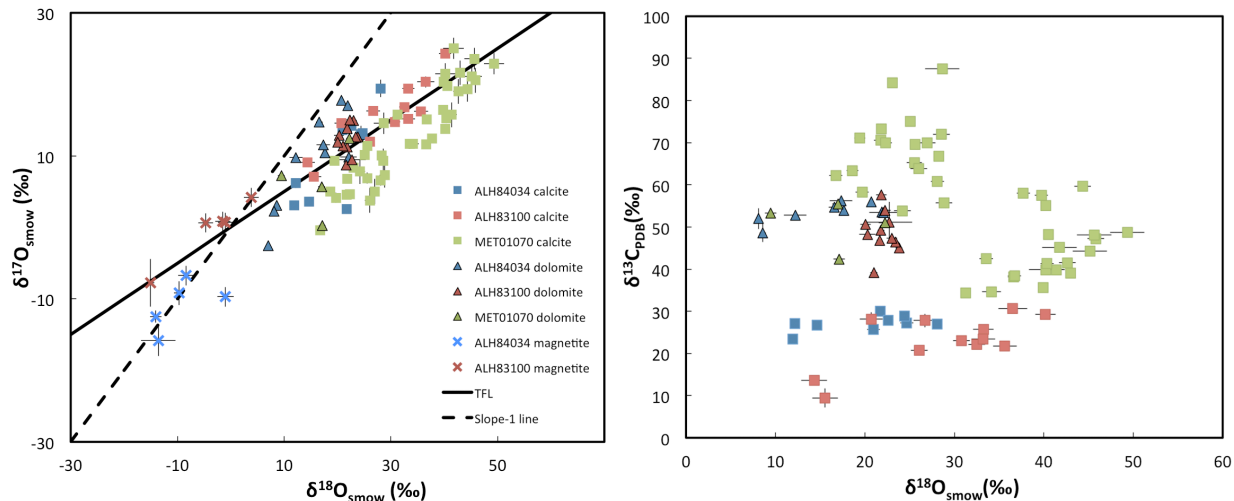 30
10
-10
-30
δ¹⁷Osmow (‰)
-30
-10
10
30
50
δ¹⁸Osmow (‰)
ALH84034 calcite
ALH83100 calcite
MET01070 calcite
ALH84034 dolomite
ALH83100 dolomite
MET01070 dolomite
ALH84034 magnetite
ALH83100 magnetite
TFL
Slope-1 line
100
90
80
70
60
50
40
30
20
10
0
δ¹³CPDB(‰)
0
10
20
30
40
50
60
δ¹⁸Osmow(‰)